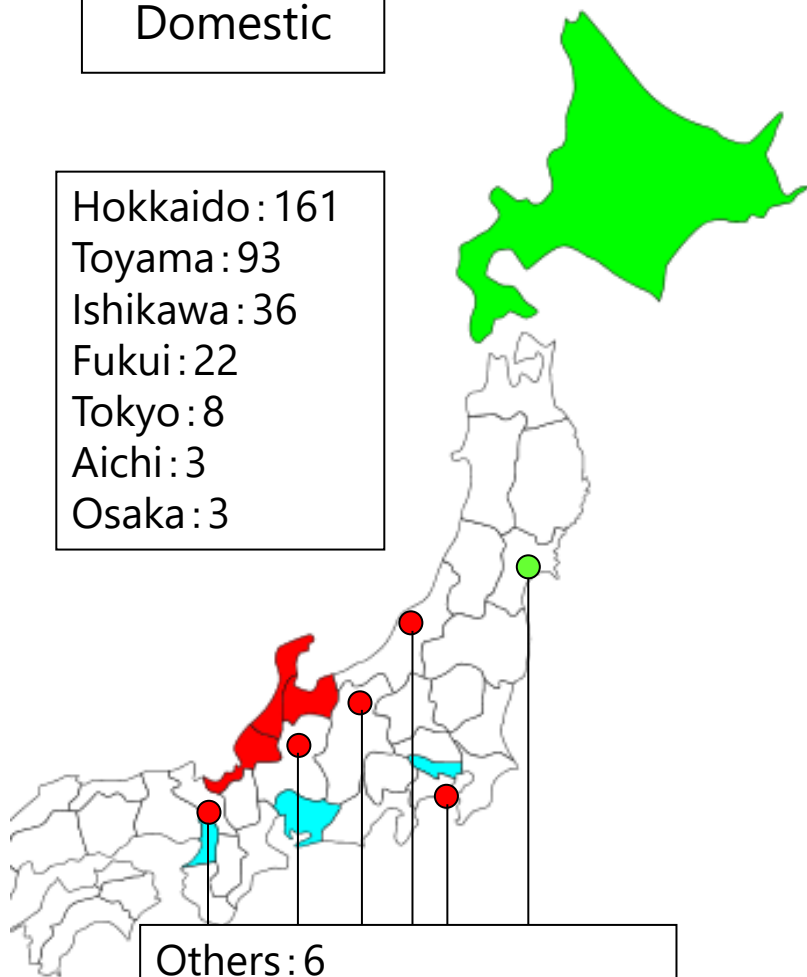 Domestic
Hokkaido：161
Toyama：93
Ishikawa：36
Fukui：22
Tokyo：8
Aichi：3
Osaka：3
Others：6